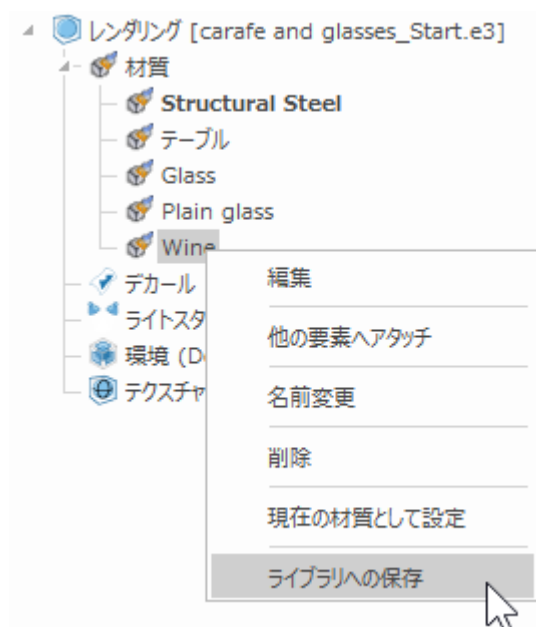 レンダリング [carafe and glasses_Start.e3]
材質
Structural Steel
テーブル
Glass
Plain glass
Wine
デカール
ライトスタ
環境 (D
テクスチャ
編集
他の要素へアタッチ
名前変更
削除
現在の材質として設定
ライブラリへの保存